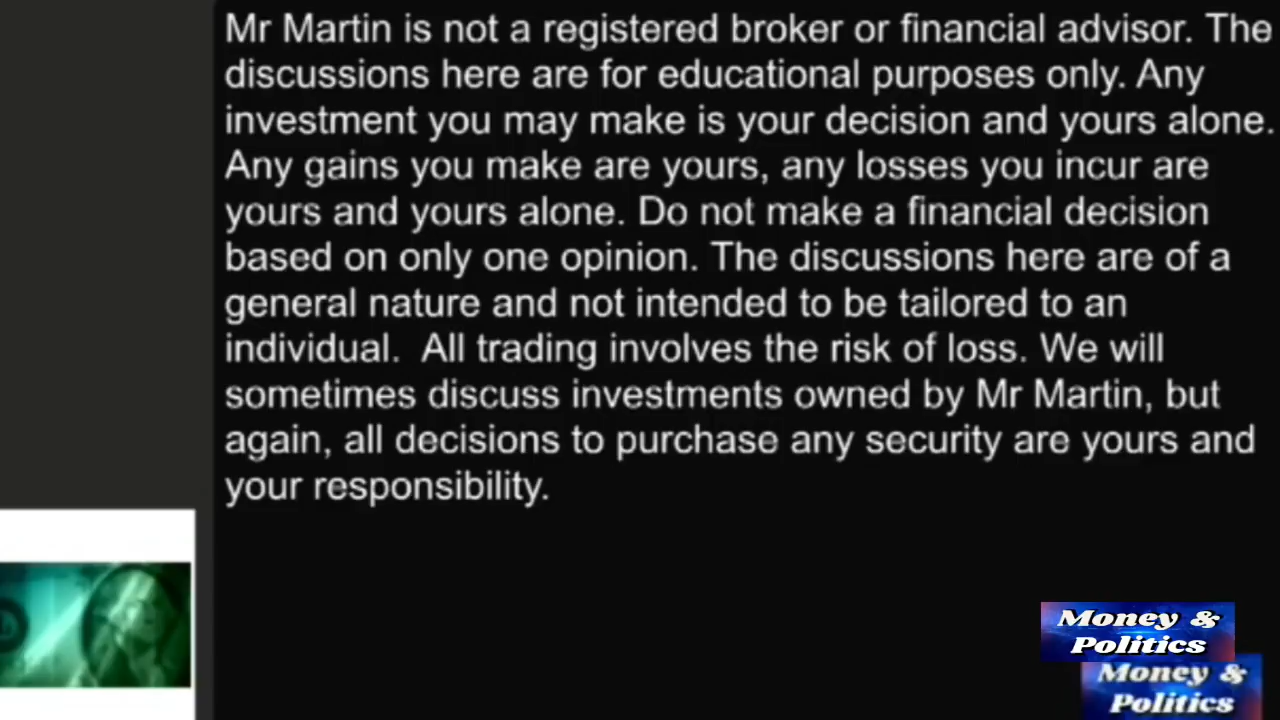 Mr Martin is not a registered broker or financial advisor. The
discussions here are for educational purposes only. Any
investment you may make is your decision and yours alone.
Any gains you make are yours, any losses you incur are
yours and yours alone. Do not make a financial decision
based on only one opinion. The discussions here are of a
general nature and not intended to be tailored to an
individual.  All trading involves the risk of loss. We will
sometimes discuss investments owned by Mr Martin, but
again, all decisions to purchase any security are yours and
your responsibility.
Money &
Politics
Money &
Politics